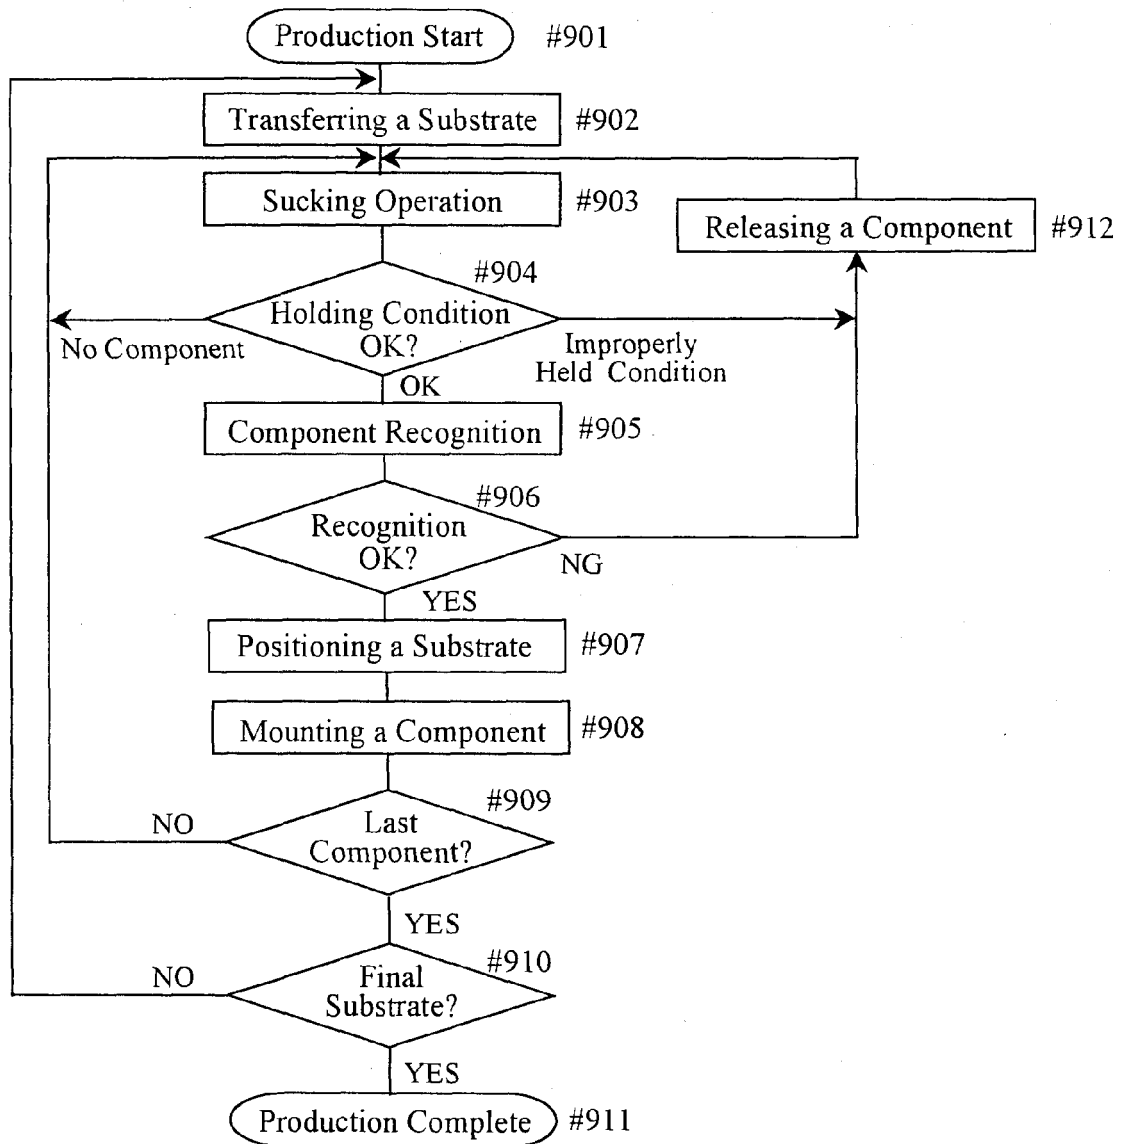 Production Start #901
Transferring a Substrate #902
Sucking Operation #903
Releasing a Component #912
#904
Holding Condition
OK?
No Component
Improperly
Held Condition
OK
Component Recognition #905
#906
Recognition
OK?
NG
YES
Positioning a Substrate #907
Mounting a Component #908
#909
Last
Component?
NO
YES
#910
Final
Substrate?
NO
YES
Production Complete #911